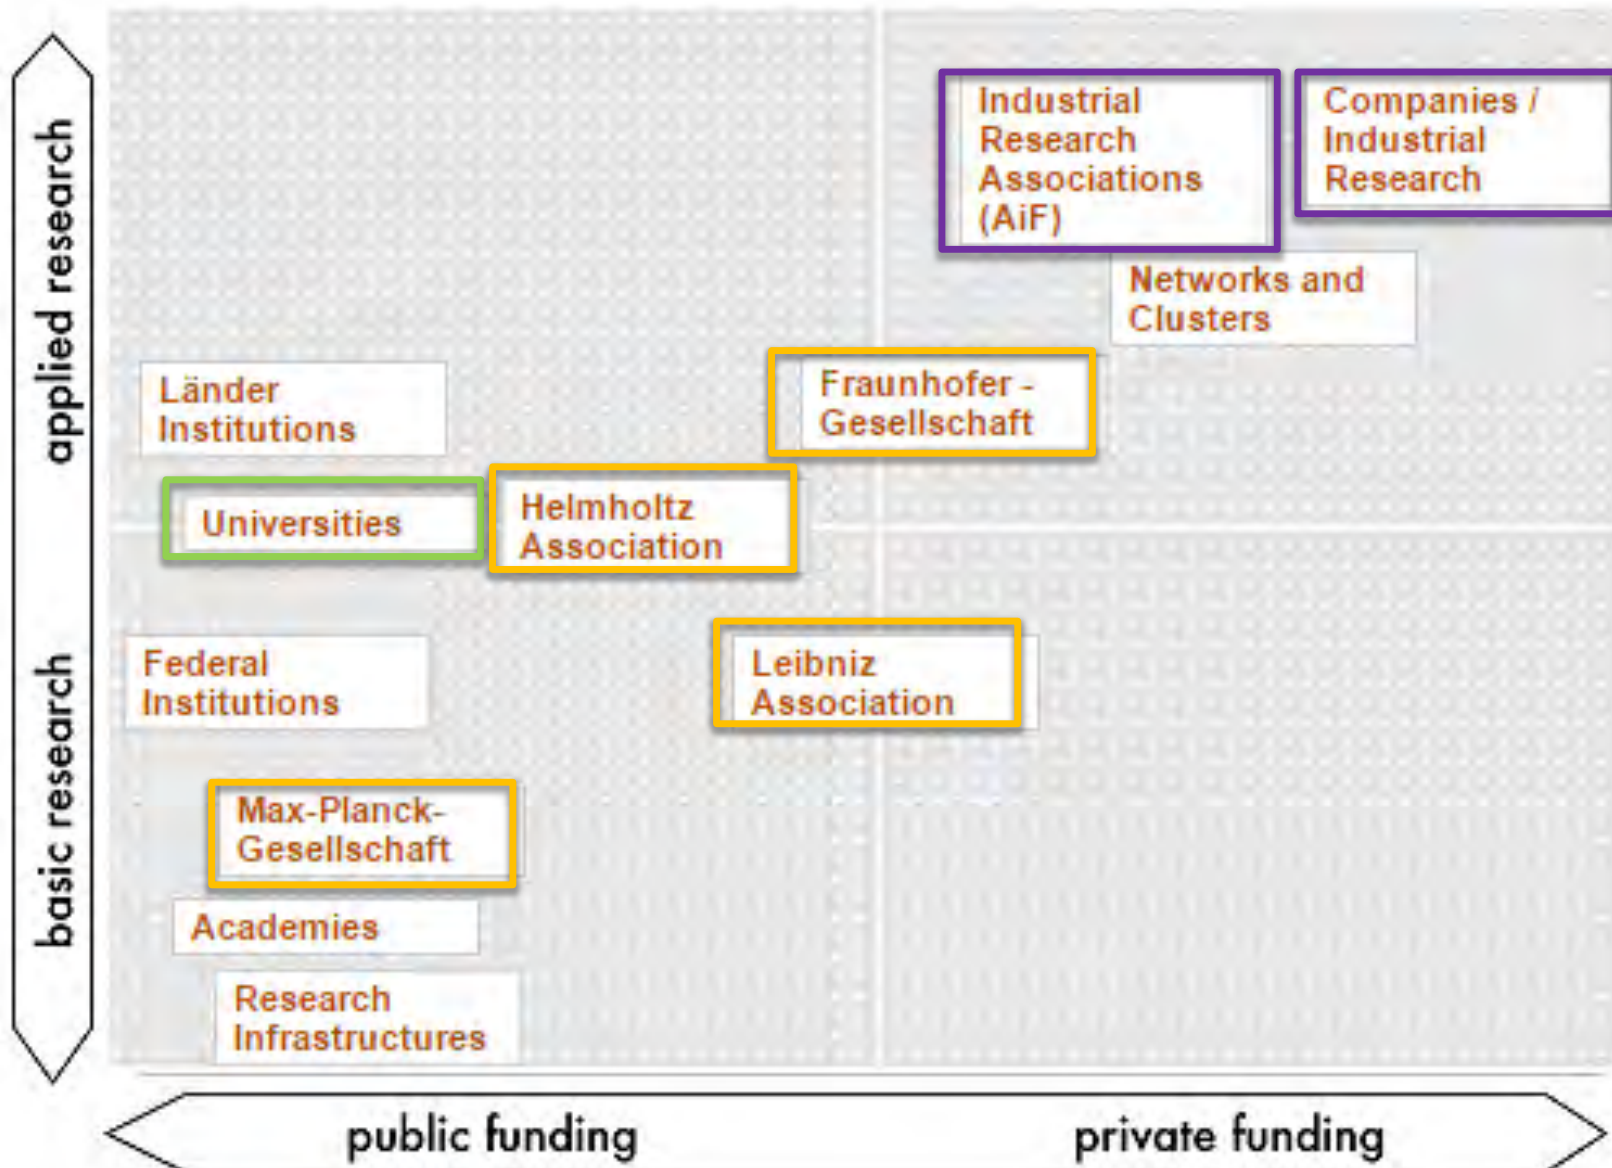 applied research
basic research
Industrial
Research
Associations
(AiF)
Companies /
Industrial
Research
Networks and
Clusters
Länder
Institutions
Fraunhofer -
Gesellschaft
Universities
Helmholtz
Association
Federal
Institutions
Leibniz
Association
Max-Planck-
Gesellschaft
Academies
Research
Infrastructures
public funding
private funding